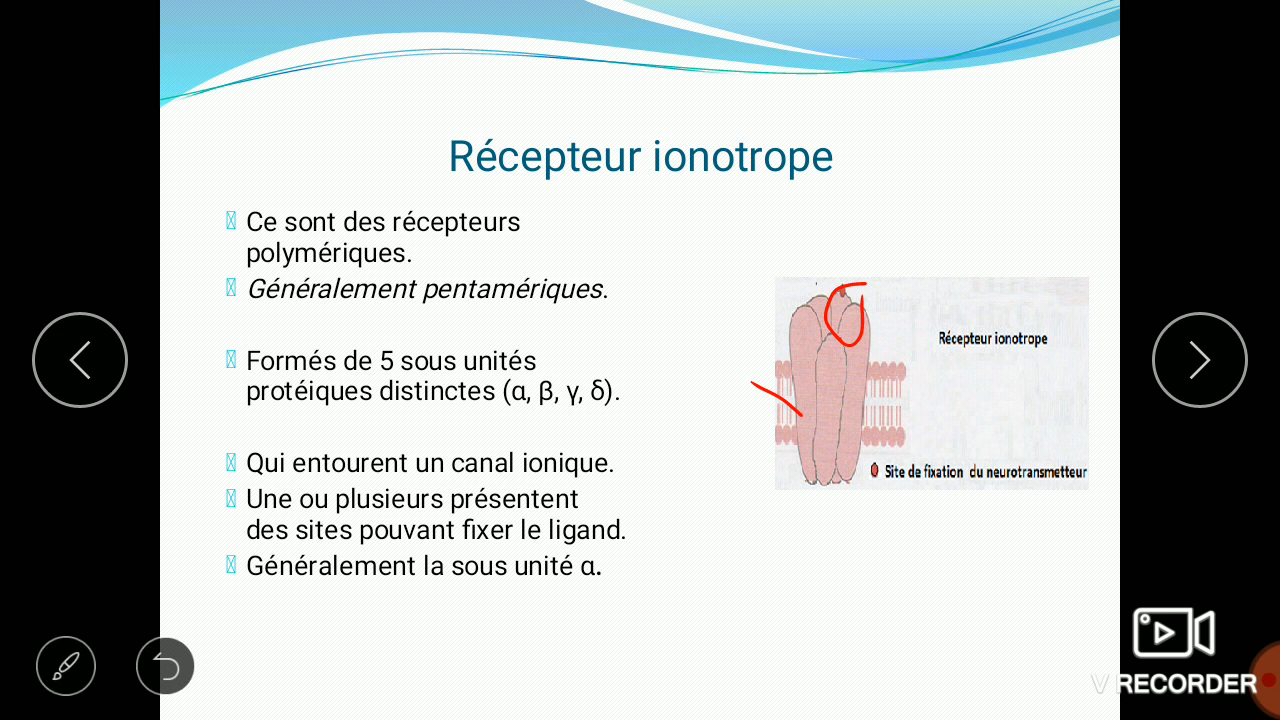 Récepteur ionotrope
Ce sont des récepteurs
polymériques.
Généralement pentamériques.
Formés de 5 sous unités
protéiques distinctes (α, β, γ, δ).
Qui entourent un canal ionique.
Une ou plusieurs présentent
des sites pouvant fixer le ligand.
Généralement la sous unité α.
Récepteur ionotrope
Site de fixation du neurotransmetteur
V RECORDER